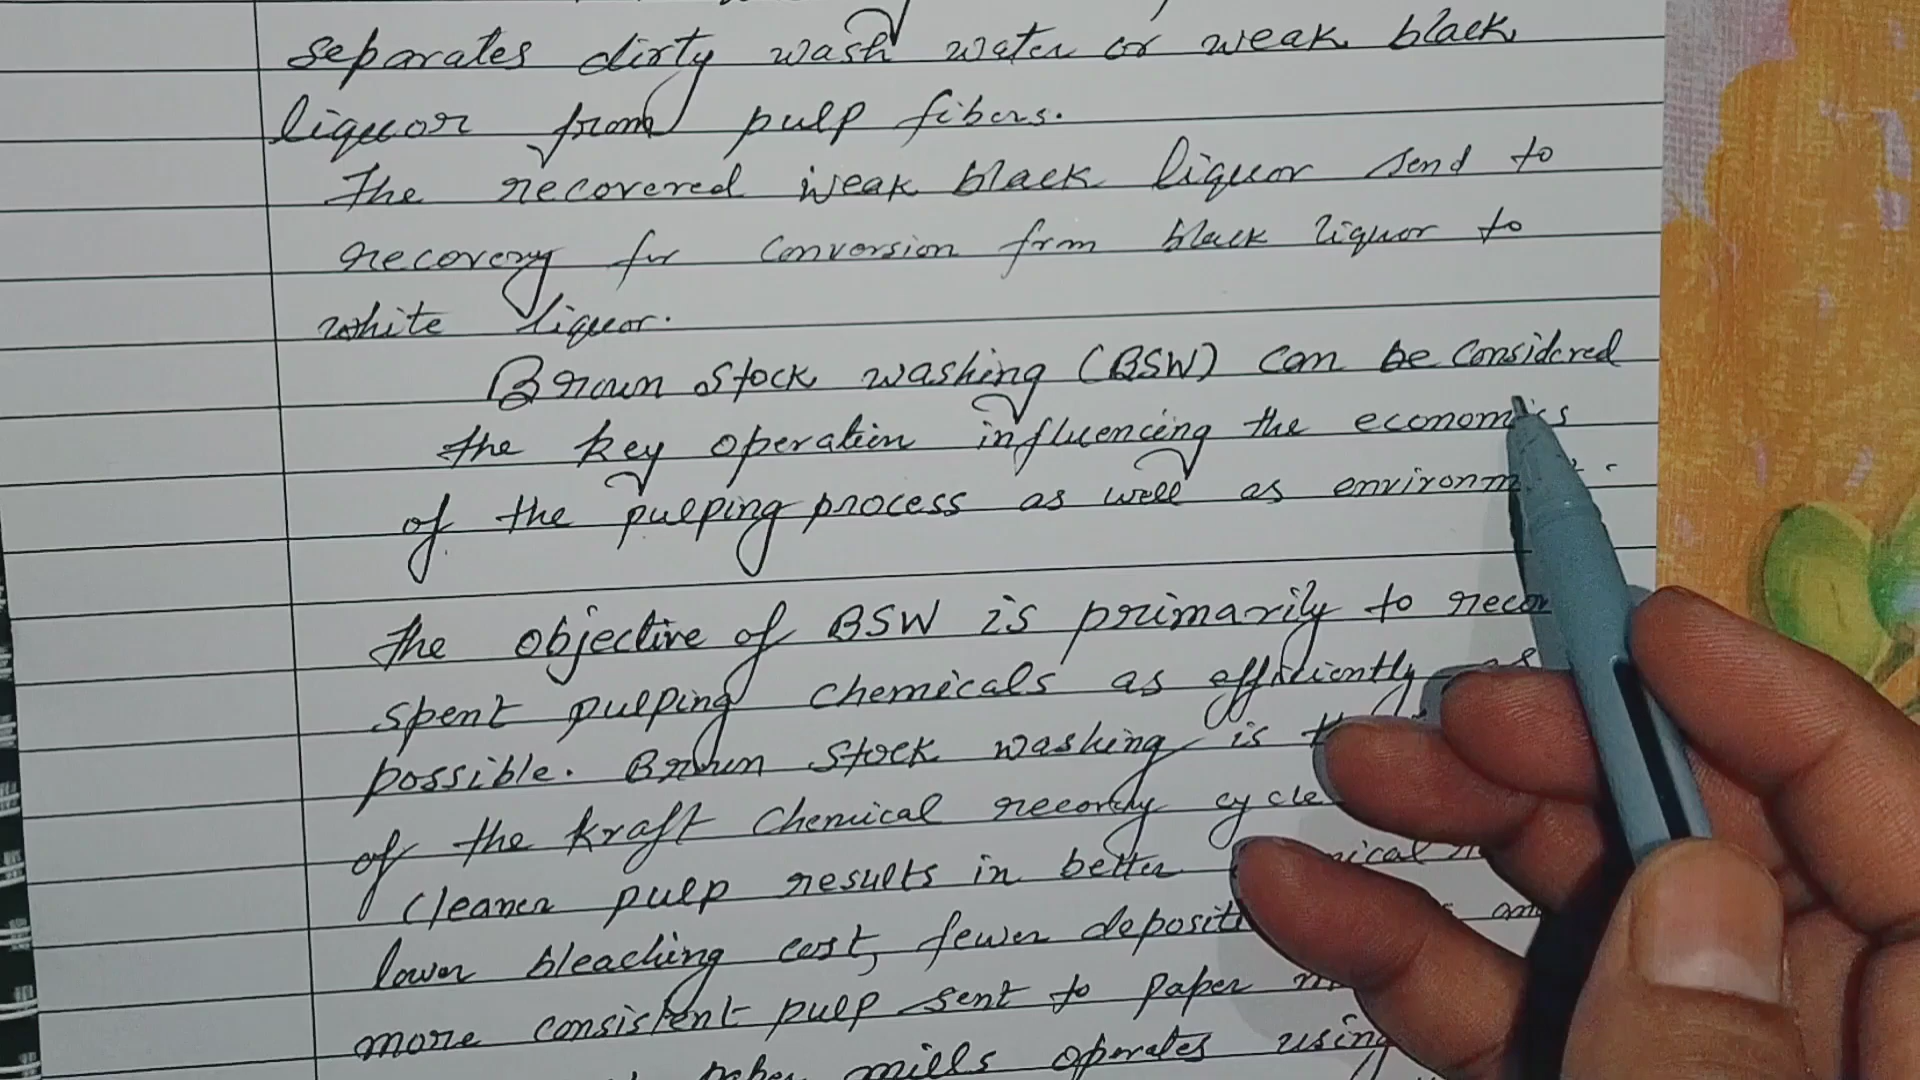 separates dirty wash water or weak black
liquor from pulp fibers.
The recovered weak black liquor send to
recovery for conversion from black liquor to
white liquor.
Brown stock washing (BSW) can be considered
the key operation influencing the economics
of the pulping process as well as
The objective of BSW is primarily to
spent pulping chemicals as efficiently as
possible. Brown stock washing is
of the kraft chemical recovery cycle
cleaner pulp results in better
lower bleaching cost, fewer
more consistent pulp sent to paper
paper mills operates using